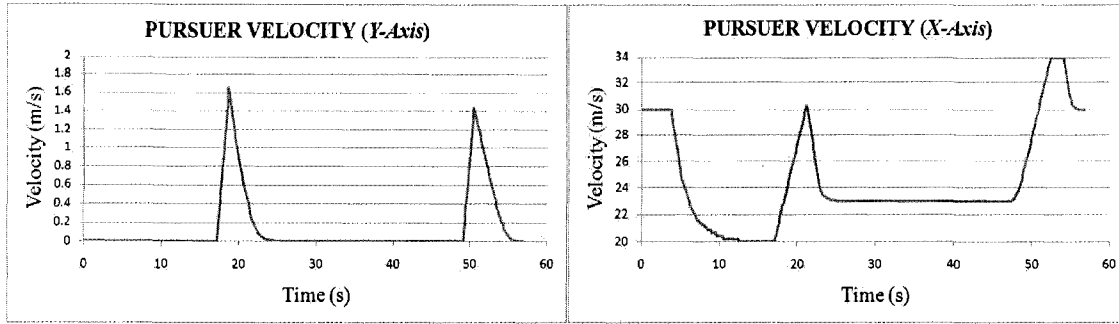 PURSUER VELOCITY (Y-Axis)
Velocity (m/s)
2
1.8
1.6
1.4
1.2
1
0.8
0.6
0.4
0.2
0
0 10 20 30 40 50 60
Time (s)
PURSUER VELOCITY (X-Axis)
Velocity (m/s)
34
32
30
28
26
24
22
20
0 10 20 30 40 50 60
Time (s)